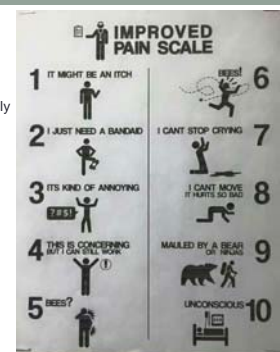 ly
IMPROVED
PAIN SCALE
1 IT MIGHT BE AN ITCH
2 I JUST NEED A BANDAID
3 ITS KIND OF ANNOYING
?#$!
4 THIS IS CONCERNING
BUT I CAN STILL WORK
!
5 BEES?
BEES! 6
I CANT STOP CRYING 7
I CANT MOVE 8
IT HURTS SO BAD
MAULED BY A BEAR 9
OR NINJAS
UNCONSCIOUS 10